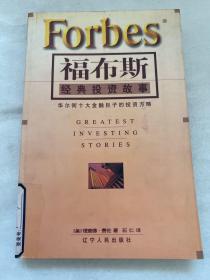 Forbes
福布斯
经典投资故事
华尔街十大金融巨子的投资方略
GREATEST
INVESTING
STORIES
辽宁人民出版社